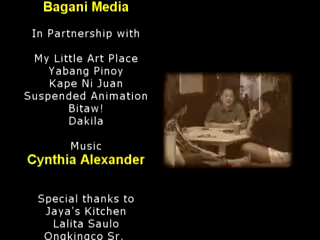 Bagani Media
In Partnership with
My Little Art Place
Yabang Pinoy
Kape Ni Juan
Suspended Animation
Bitaw!
Dakila
Music
Cynthia Alexander
Special thanks to
Jaya's Kitchen
Lalita Saulo
Ongkingco Sr.